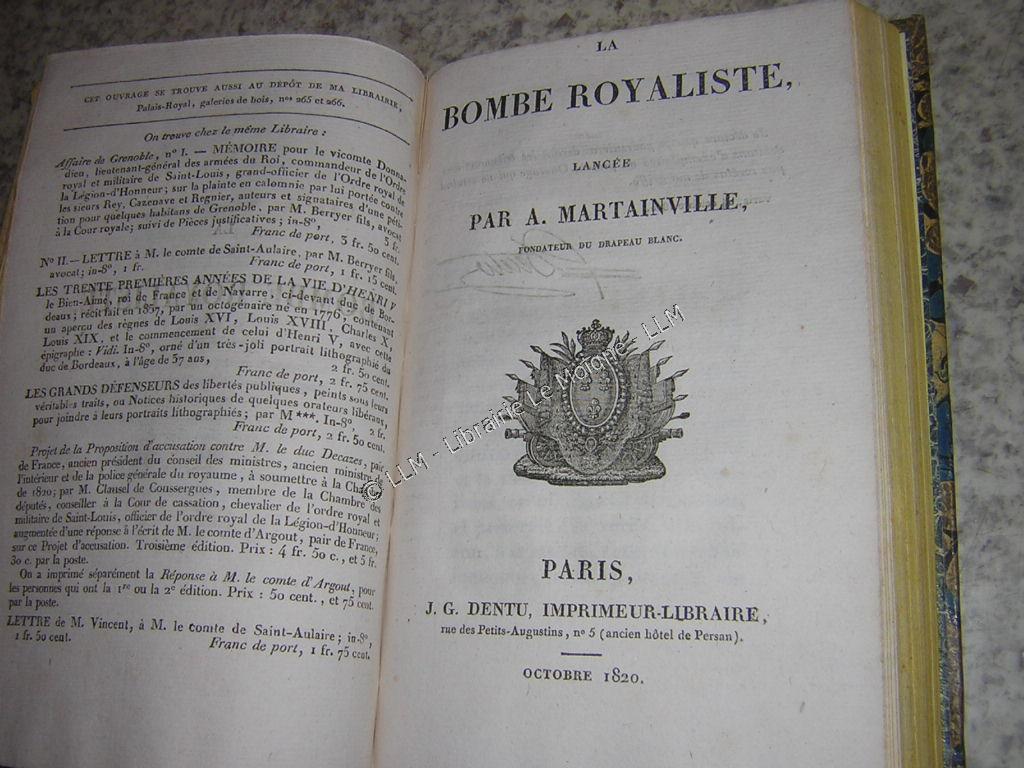 CET OUVRAGE SE TROUVE AUSSI AU DÉPÔT DE MA LIBRAIRIE,
Palais-Royal, galeries de bois, nos 265 et 266.
On trouve chez le même Libraire :
Affaire de Grenoble, n° I. — MÉMOIRE pour le vicomte Donna-
dieu, lieutenant-général des armées du Roi, commandeur de l'Ordre
royal et militaire de Saint-Louis, grand-officier de l'Ordre royal de
la Légion-d'Honneur; sur la plainte en calomnie par lui portée contre
les sieurs Rey, Cazenave et Regnier, auteurs et signataires d'une péti-
tion pour quelques habitans de Grenoble, par M. Berryer fils, avocat
à la Cour royale; suivi de Pièces justificatives; in-8°, 3 fr.
Franc de port, 3 fr. 50 cent.
N° II. — LETTRE à M. le comte de Saint-Aulaire, par M. Berryer fils,
avocat; in-8°, 1 fr. Franc de port, 1 fr. 15 cent.
LES TRENTE PREMIÈRES ANNÉES DE LA VIE D'HENRI V
le Bien-Aimé, roi de France et de Navarre, ci-devant duc de Bor-
deaux; récit fait en 1857, par un octogénaire né en 1776, contenant
un aperçu des règnes de Louis XVI, Louis XVIII, Charles X,
Louis XIX, et le commencement de celui d'Henri V, avec cette
épigraphe : Vidi. In-8°, orné d'un très-joli portrait lithographié du
duc de Bordeaux, à l'âge de 37 ans, 2 fr. 50 cent.
Franc de port, 2 fr. 75 cent.
LES GRANDS DÉFENSEURS des libertés publiques, peints sous leurs
véritables traits, ou Notices historiques de quelques orateurs libéraux,
pour joindre à leurs portraits lithographiés; par M***. In-8°, 2 fr.
Franc de port, 2 fr. 50 cent.
Projet de la Proposition d'accusation contre M. le duc Decazes, pair
de France, ancien président du conseil des ministres, ancien ministre de
l'intérieur et de la police générale du royaume, à soumettre à la Chambre
de 1820; par M. Clausel de Coussergues, membre de la Chambre des
députés, conseiller à la Cour de cassation, chevalier de l'ordre royal et
militaire de Saint-Louis, officier de l'ordre royal de la Légion-d'Honneur;
augmentée d'une réponse à l'écrit de M. le comte d'Argout, pair de France,
sur ce Projet d'accusation. Troisième édition. Prix : 4 fr. 50 c., et 5 fr.
30 c. par la poste.
On a imprimé séparément la Réponse à M. le comte d'Argout, pour
les personnes qui ont la 1re ou la 2e édition. Prix : 50 cent., et 75 cent.
par la poste.
LETTRE de M. Vincent, à M. le comte de Saint-Aulaire; in-8°,
1 fr. 50 cent. Franc de port, 1 fr. 75 cent.
LA
BOMBE ROYALISTE,
LANCÉE
PAR A. MARTAINVILLE,
FONDATEUR DU DRAPEAU BLANC.
PARIS,
J. G. DENTU, IMPRIMEUR-LIBRAIRE,
rue des Petits-Augustins, n° 5 (ancien hôtel de Persan).
OCTOBRE 1820.
© LLM - Librairie Le Motoné - LLM